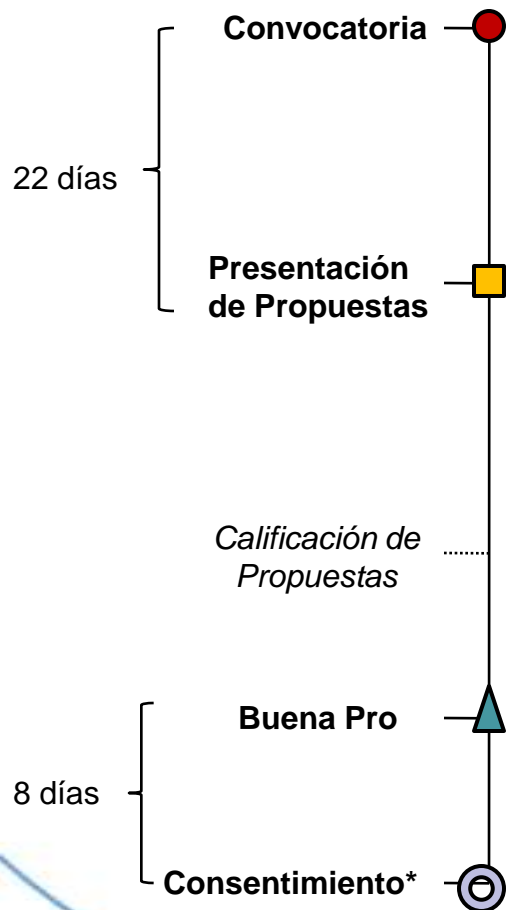 Convocatoria
22 días
Presentación
de Propuestas
Calificación de
Propuestas
Buena Pro
8 días
Consentimiento*